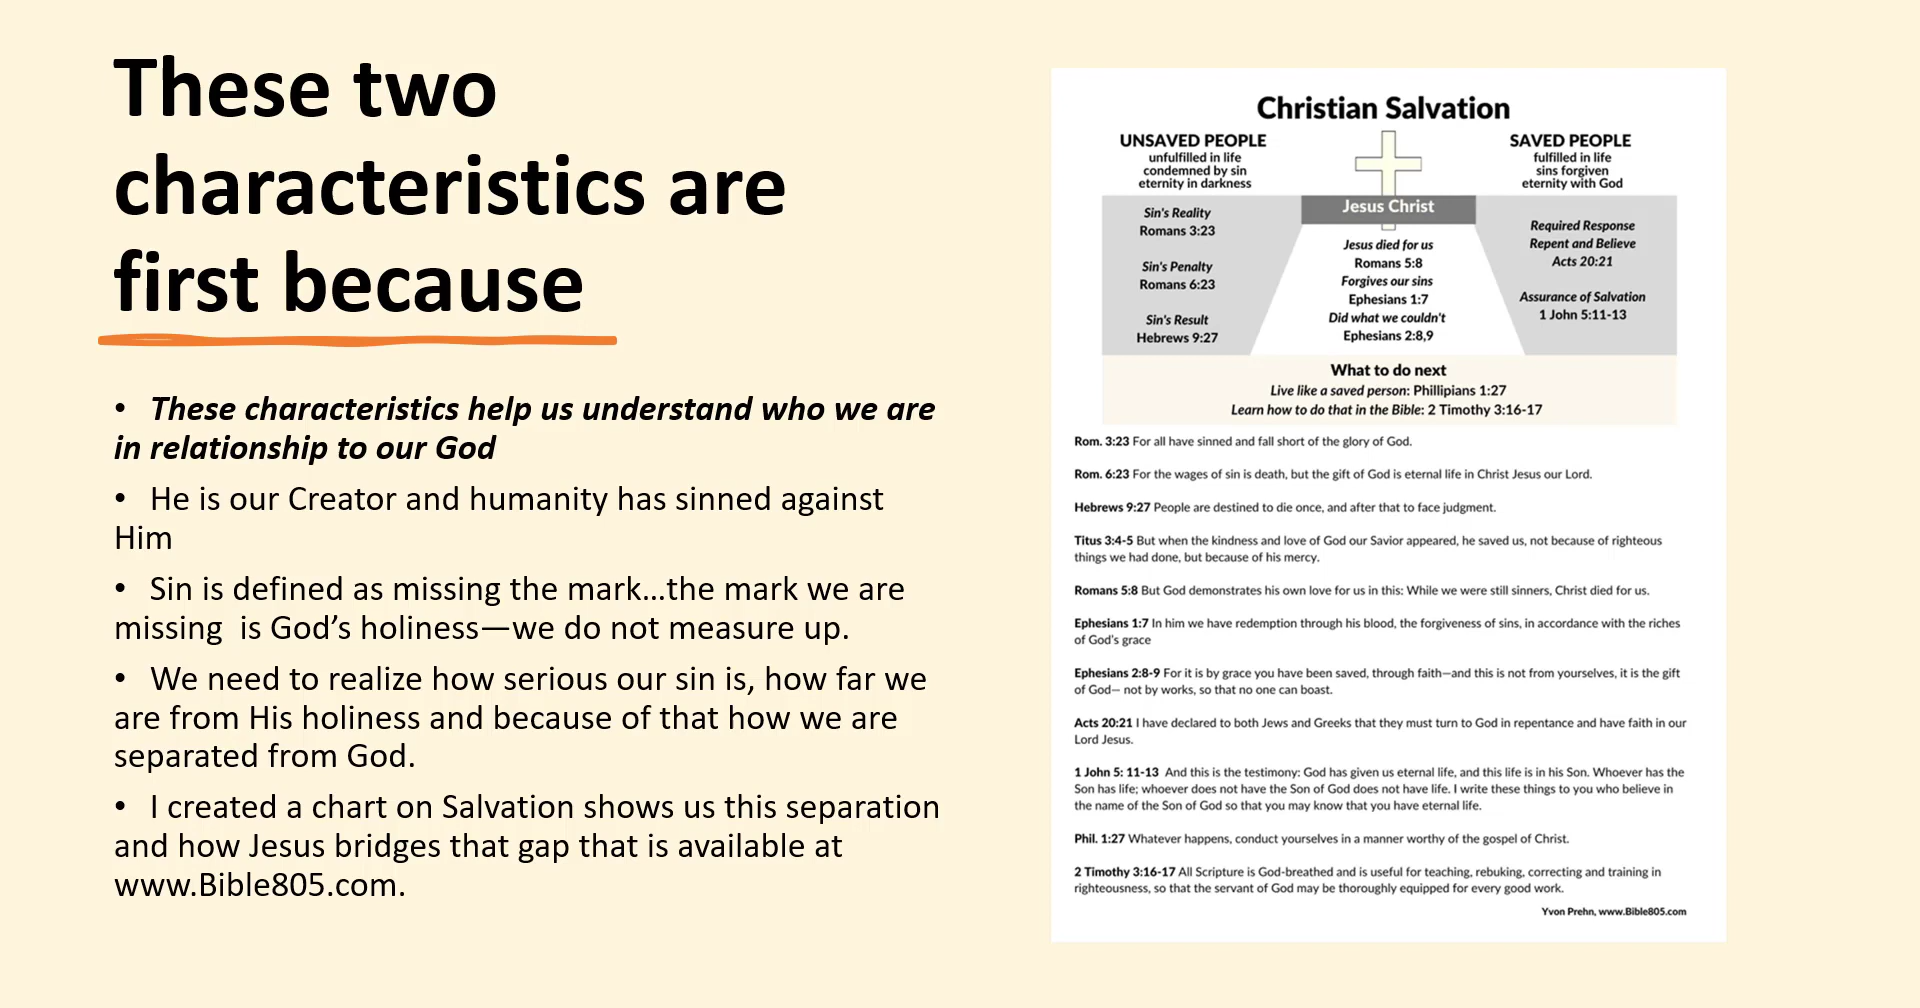 These two
characteristics are
first because
• These characteristics help us understand who we are
in relationship to our God
• He is our Creator and humanity has sinned against
Him
• Sin is defined as missing the mark...the mark we are
missing  is God’s holiness—we do not measure up.
• We need to realize how serious our sin is, how far we
are from His holiness and because of that how we are
separated from God.
• I created a chart on Salvation shows us this separation
and how Jesus bridges that gap that is available at
www.Bible805.com.
Christian Salvation
UNSAVED PEOPLE
unfulfilled in life
condemned by sin
eternity in darkness
SAVED PEOPLE
fulfilled in life
sins forgiven
eternity with God
Sin's Reality
Romans 3:23
Sin's Penalty
Romans 6:23
Sin's Result
Hebrews 9:27
Jesus Christ
Jesus died for us
Romans 5:8
Forgives our sins
Ephesians 1:7
Did what we couldn't
Ephesians 2:8,9
Required Response
Repent and Believe
Acts 20:21
Assurance of Salvation
1 John 5:11-13
What to do next
Live like a saved person: Phillipians 1:27
Learn how to do that in the Bible: 2 Timothy 3:16-17
Rom. 3:23 For all have sinned and fall short of the glory of God.
Rom. 6:23 For the wages of sin is death, but the gift of God is eternal life in Christ Jesus our Lord.
Hebrews 9:27 People are destined to die once, and after that to face judgment.
Titus 3:4-5 But when the kindness and love of God our Savior appeared, he saved us, not because of righteous
things we had done, but because of his mercy.
Romans 5:8 But God demonstrates his own love for us in this: While we were still sinners, Christ died for us.
Ephesians 1:7 In him we have redemption through his blood, the forgiveness of sins, in accordance with the riches
of God's grace
Ephesians 2:8-9 For it is by grace you have been saved, through faith—and this is not from yourselves, it is the gift
of God— not by works, so that no one can boast.
Acts 20:21 I have declared to both Jews and Greeks that they must turn to God in repentance and have faith in our
Lord Jesus.
1 John 5: 11-13  And this is the testimony: God has given us eternal life, and this life is in his Son. Whoever has the
Son has life; whoever does not have the Son of God does not have life. I write these things to you who believe in
the name of the Son of God so that you may know that you have eternal life.
Phil. 1:27 Whatever happens, conduct yourselves in a manner worthy of the gospel of Christ.
2 Timothy 3:16-17 All Scripture is God-breathed and is useful for teaching, rebuking, correcting and training in
righteousness, so that the servant of God may be thoroughly equipped for every good work.
Yvon Prehn, www.Bible805.com